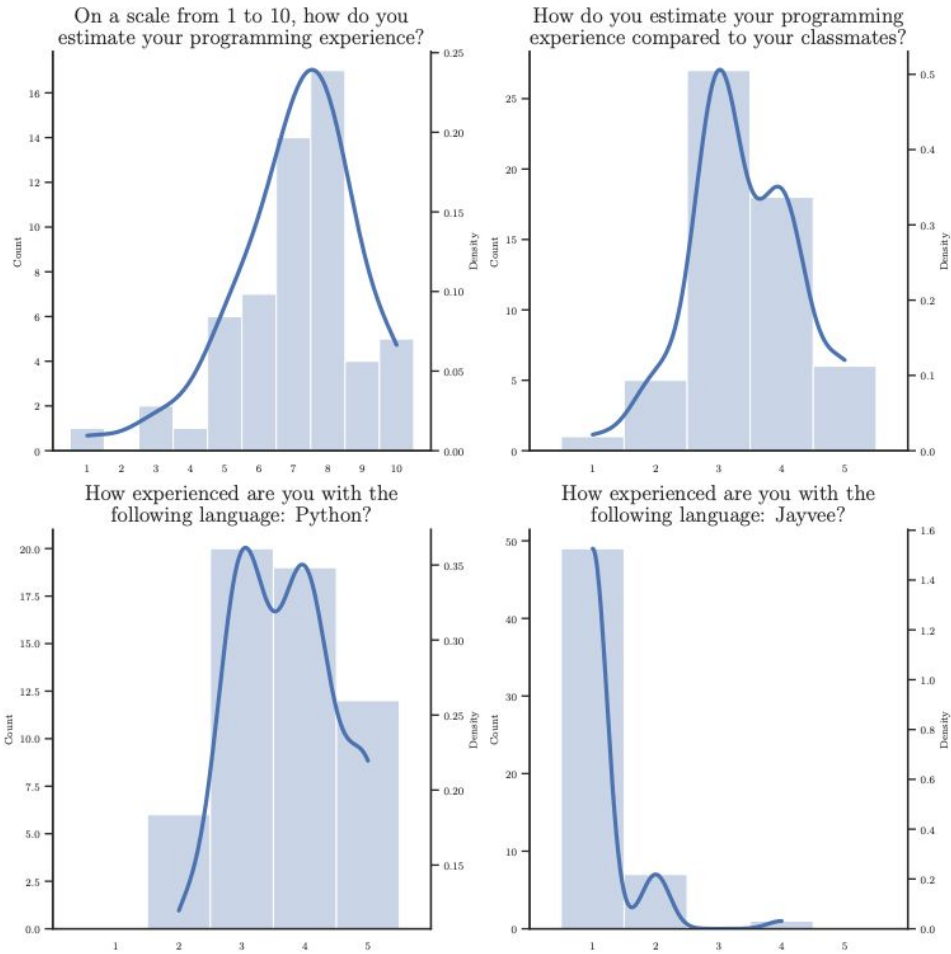 On a scale from 1 to 10, how do you
estimate your programming experience?
16
14
12
10
8
6
4
2
0
Count
0.25
0.20
0.15
0.10
0.05
0.00
Density
1 2 3 4 5 6 7 8 9 10
How do you estimate your programming
experience compared to your classmates?
25
20
15
10
5
0
Count
0.5
0.4
0.3
0.2
0.1
0.0
Density
1 2 3 4 5
How experienced are you with the
following language: Python?
20.0
17.5
15.0
12.5
10.0
7.5
5.0
2.5
0.0
Count
0.35
0.30
0.25
0.20
0.15
Density
1 2 3 4 5
How experienced are you with the
following language: Jayvee?
50
40
30
20
10
0
Count
1.6
1.4
1.2
1.0
0.8
0.6
0.4
0.2
0.0
Density
1 2 3 4 5